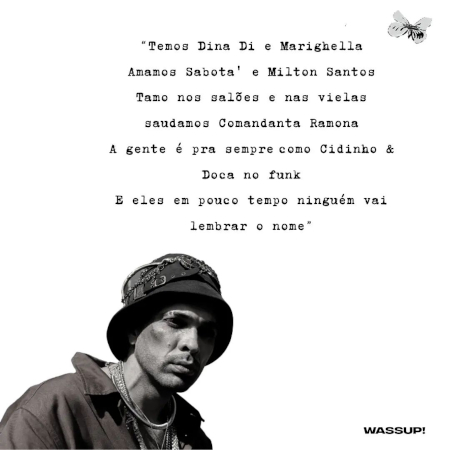 "Temos Dina Di e Marighella
Amamos Sabota' e Milton Santos
Tamo nos salões e nas vielas
saudamos Comandanta Ramona
A gente é pra sempre como Cidinho &
Doca no funk
E eles em pouco tempo ninguém vai
lembrar o nome"
WASSUP!